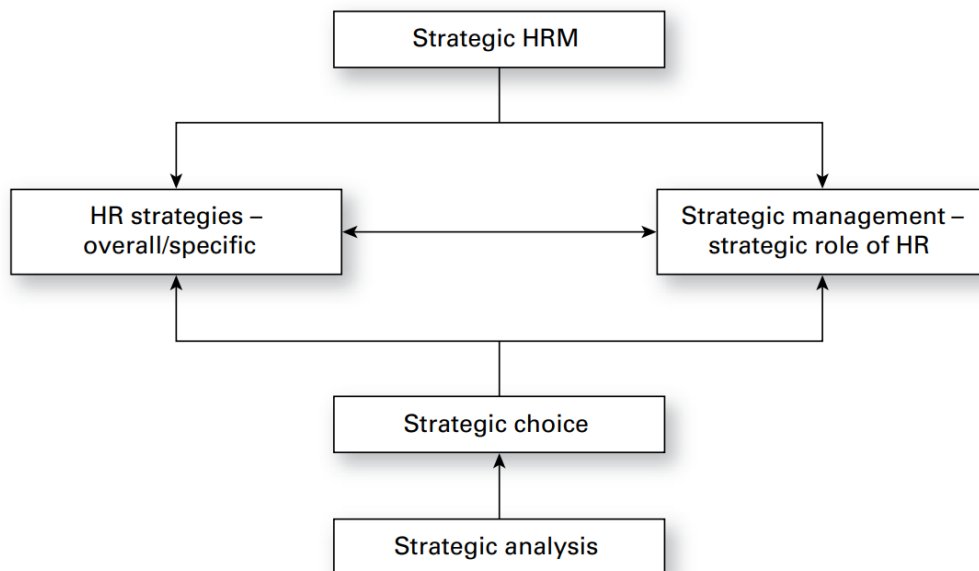 Strategic HRM
HR strategies –
overall/specific
Strategic management –
strategic role of HR
Strategic choice
Strategic analysis